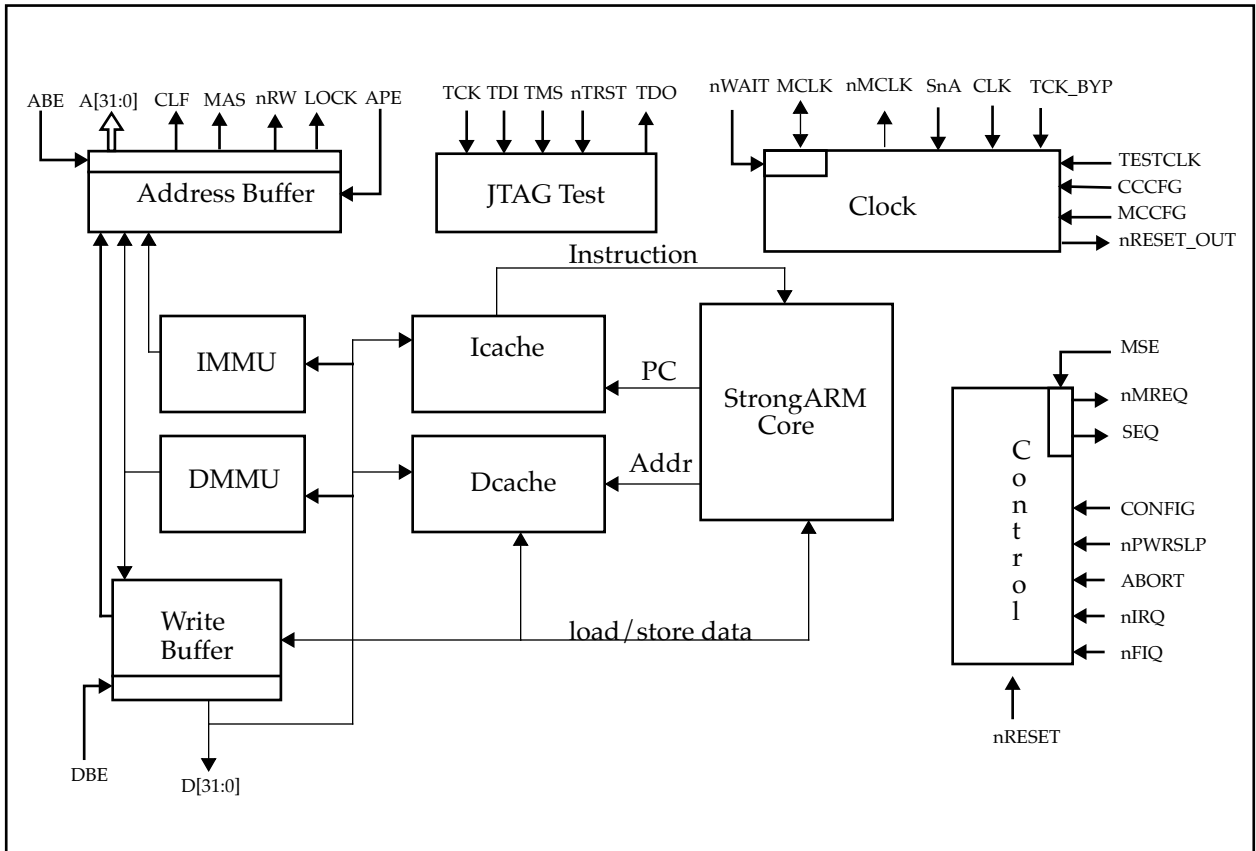 ABE A[31:0] CLF MAS nRW LOCK APE
TCK TDI TMS nTRST TDO
nWAIT MCLK nMCLK SnA CLK TCK_BYP
Address Buffer
JTAG Test
Clock
TESTCLK
CCCFG
MCCFG
nRESET_OUT
Instruction
IMMU
Icache
PC
StrongARM
Core
DMMU
Dcache
Addr
MSE
nMREQ
SEQ
Control
CONFIG
nPWRSLP
ABORT
nIRQ
nFIQ
nRESET
Write
Buffer
load/store data
DBE
D[31:0]